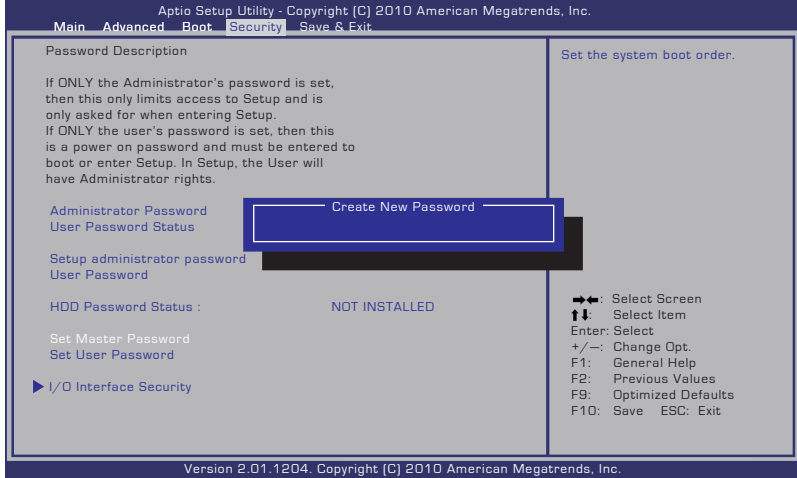 Aptio Setup Utility - Copyright (C) 2010 American Megatrends, Inc.
Main Advanced Boot Security Save & Exit
Password Description
If ONLY the Administrator's password is set,
then this only limits access to Setup and is
only asked for when entering Setup.
If ONLY the user's password is set, then this
is a power on password and must be entered to
boot or enter Setup. In Setup, the User will
have Administrator rights.
Administrator Password
User Password Status
Create New Password
Setup administrator password
User Password
HDD Password Status : NOT INSTALLED
Set Master Password
Set User Password
I/O Interface Security
Set the system boot order.
→←: Select Screen
↑↓: Select Item
Enter: Select
+/—: Change Opt.
F1: General Help
F2: Previous Values
F9: Optimized Defaults
F10: Save ESC: Exit
Version 2.01.1204. Copyright (C) 2010 American Megatrends, Inc.